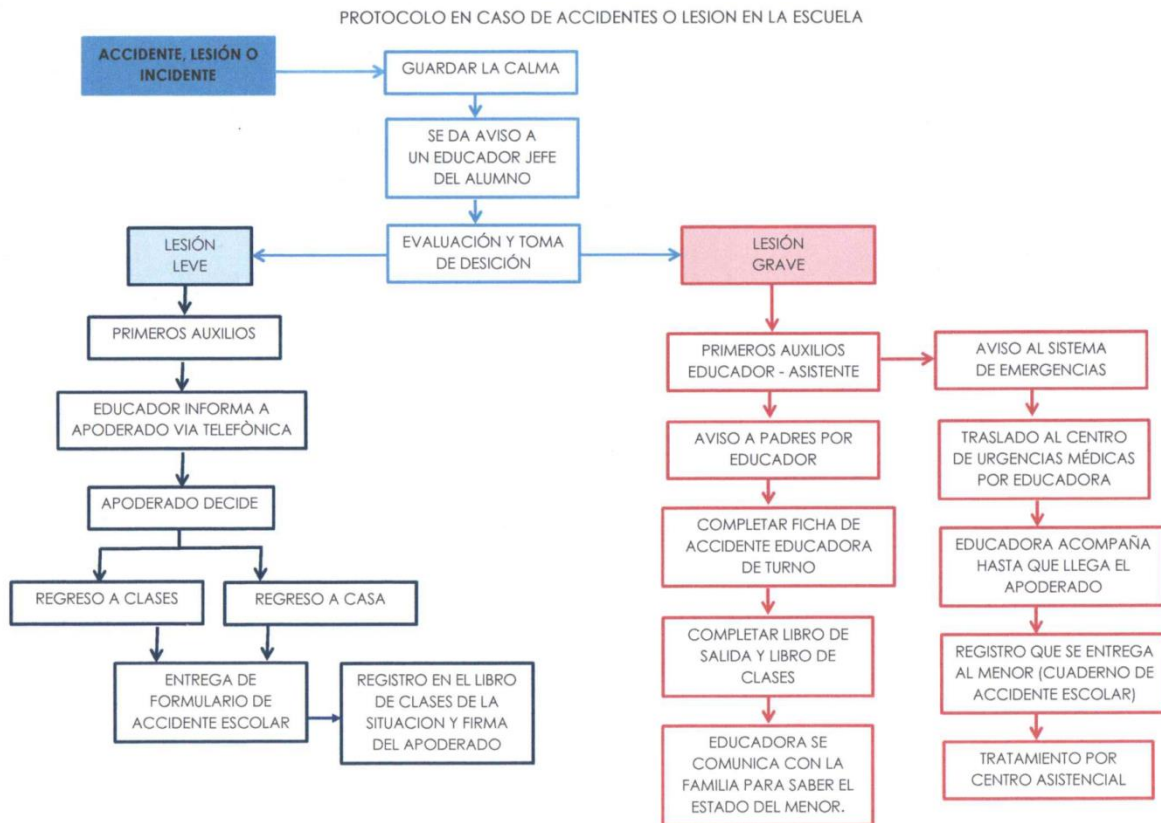 PROTOCOLO EN CASO DE ACCIDENTES O LESION EN LA ESCUELA
ACCIDENTE, LESIÓN O
INCIDENTE
GUARDAR LA CALMA
SE DA AVISO A
UN EDUCADOR JEFE
DEL ALUMNO
EVALUACIÓN Y TOMA
DE DESICIÓN
LESIÓN
LEVE
PRIMEROS AUXILIOS
EDUCADOR INFORMA A
APODERADO VIA TELEFÒNICA
APODERADO DECIDE
REGRESO A CLASES
REGRESO A CASA
ENTREGA DE
FORMULARIO DE
ACCIDENTE ESCOLAR
REGISTRO EN EL LIBRO
DE CLASES DE LA
SITUACION Y FIRMA
DEL APODERADO
LESIÓN
GRAVE
PRIMEROS AUXILIOS
EDUCADOR - ASISTENTE
AVISO A PADRES POR
EDUCADOR
COMPLETAR FICHA DE
ACCIDENTE EDUCADORA
DE TURNO
COMPLETAR LIBRO DE
SALIDA Y LIBRO DE
CLASES
EDUCADORA SE
COMUNICA CON LA
FAMILIA PARA SABER EL
ESTADO DEL MENOR.
AVISO AL SISTEMA
DE EMERGENCIAS
TRASLADO AL CENTRO
DE URGENCIAS MÉDICAS
POR EDUCADORA
EDUCADORA ACOMPAÑA
HASTA QUE LLEGA EL
APODERADO
REGISTRO QUE SE ENTREGA
AL MENOR (CUADERNO DE
ACCIDENTE ESCOLAR)
TRATAMIENTO POR
CENTRO ASISTENCIAL